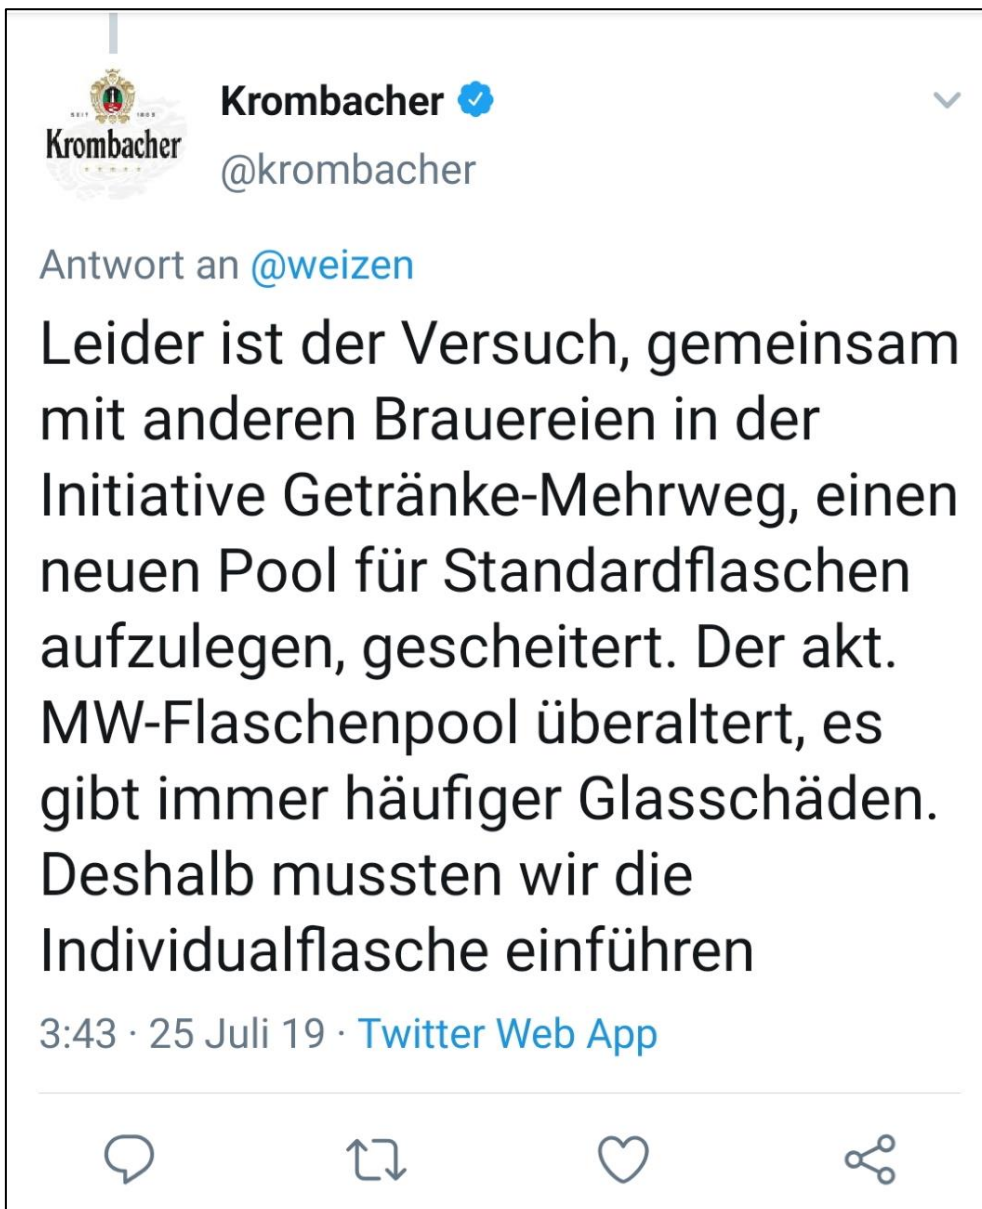 SEIT 1803
Krombacher
Krombacher
@krombacher
Antwort an @weizen
Leider ist der Versuch, gemeinsam
mit anderen Brauereien in der
Initiative Getränke-Mehrweg, einen
neuen Pool für Standardflaschen
aufzulegen, gescheitert. Der akt.
MW-Flaschenpool überaltert, es
gibt immer häufiger Glasschäden.
Deshalb mussten wir die
Individualflasche einführen
3:43 · 25 Juli 19 · Twitter Web App